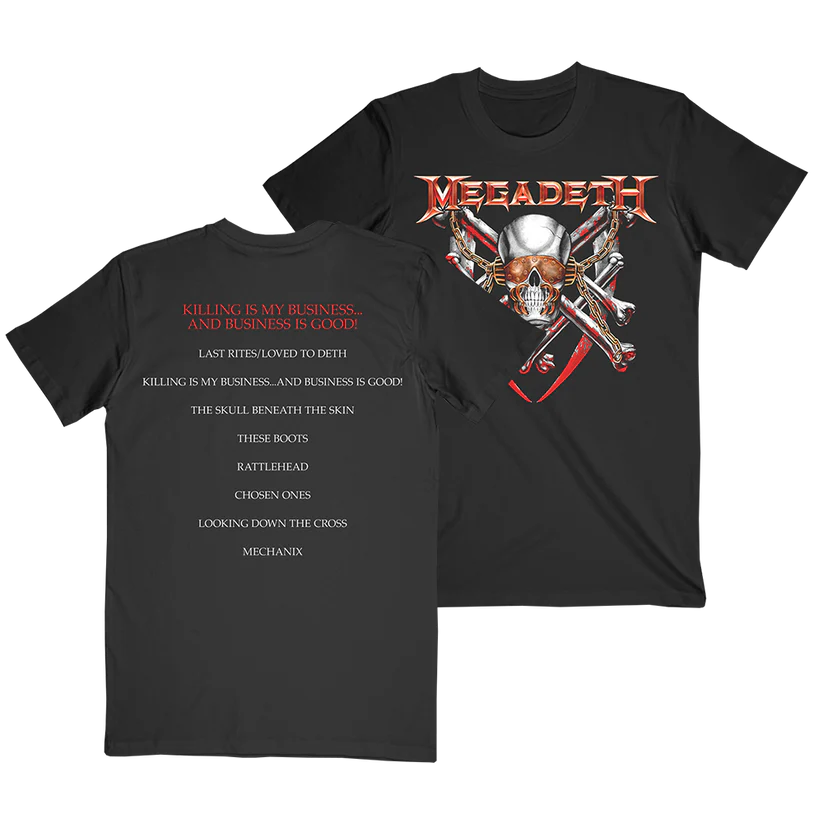 MEGADETH
KILLING IS MY BUSINESS...
AND BUSINESS IS GOOD!
LAST RITES/LOVED TO DETH
KILLING IS MY BUSINESS...AND BUSINESS IS GOOD!
THE SKULL BENEATH THE SKIN
THESE BOOTS
RATTLEHEAD
CHOSEN ONES
LOOKING DOWN THE CROSS
MECHANIX